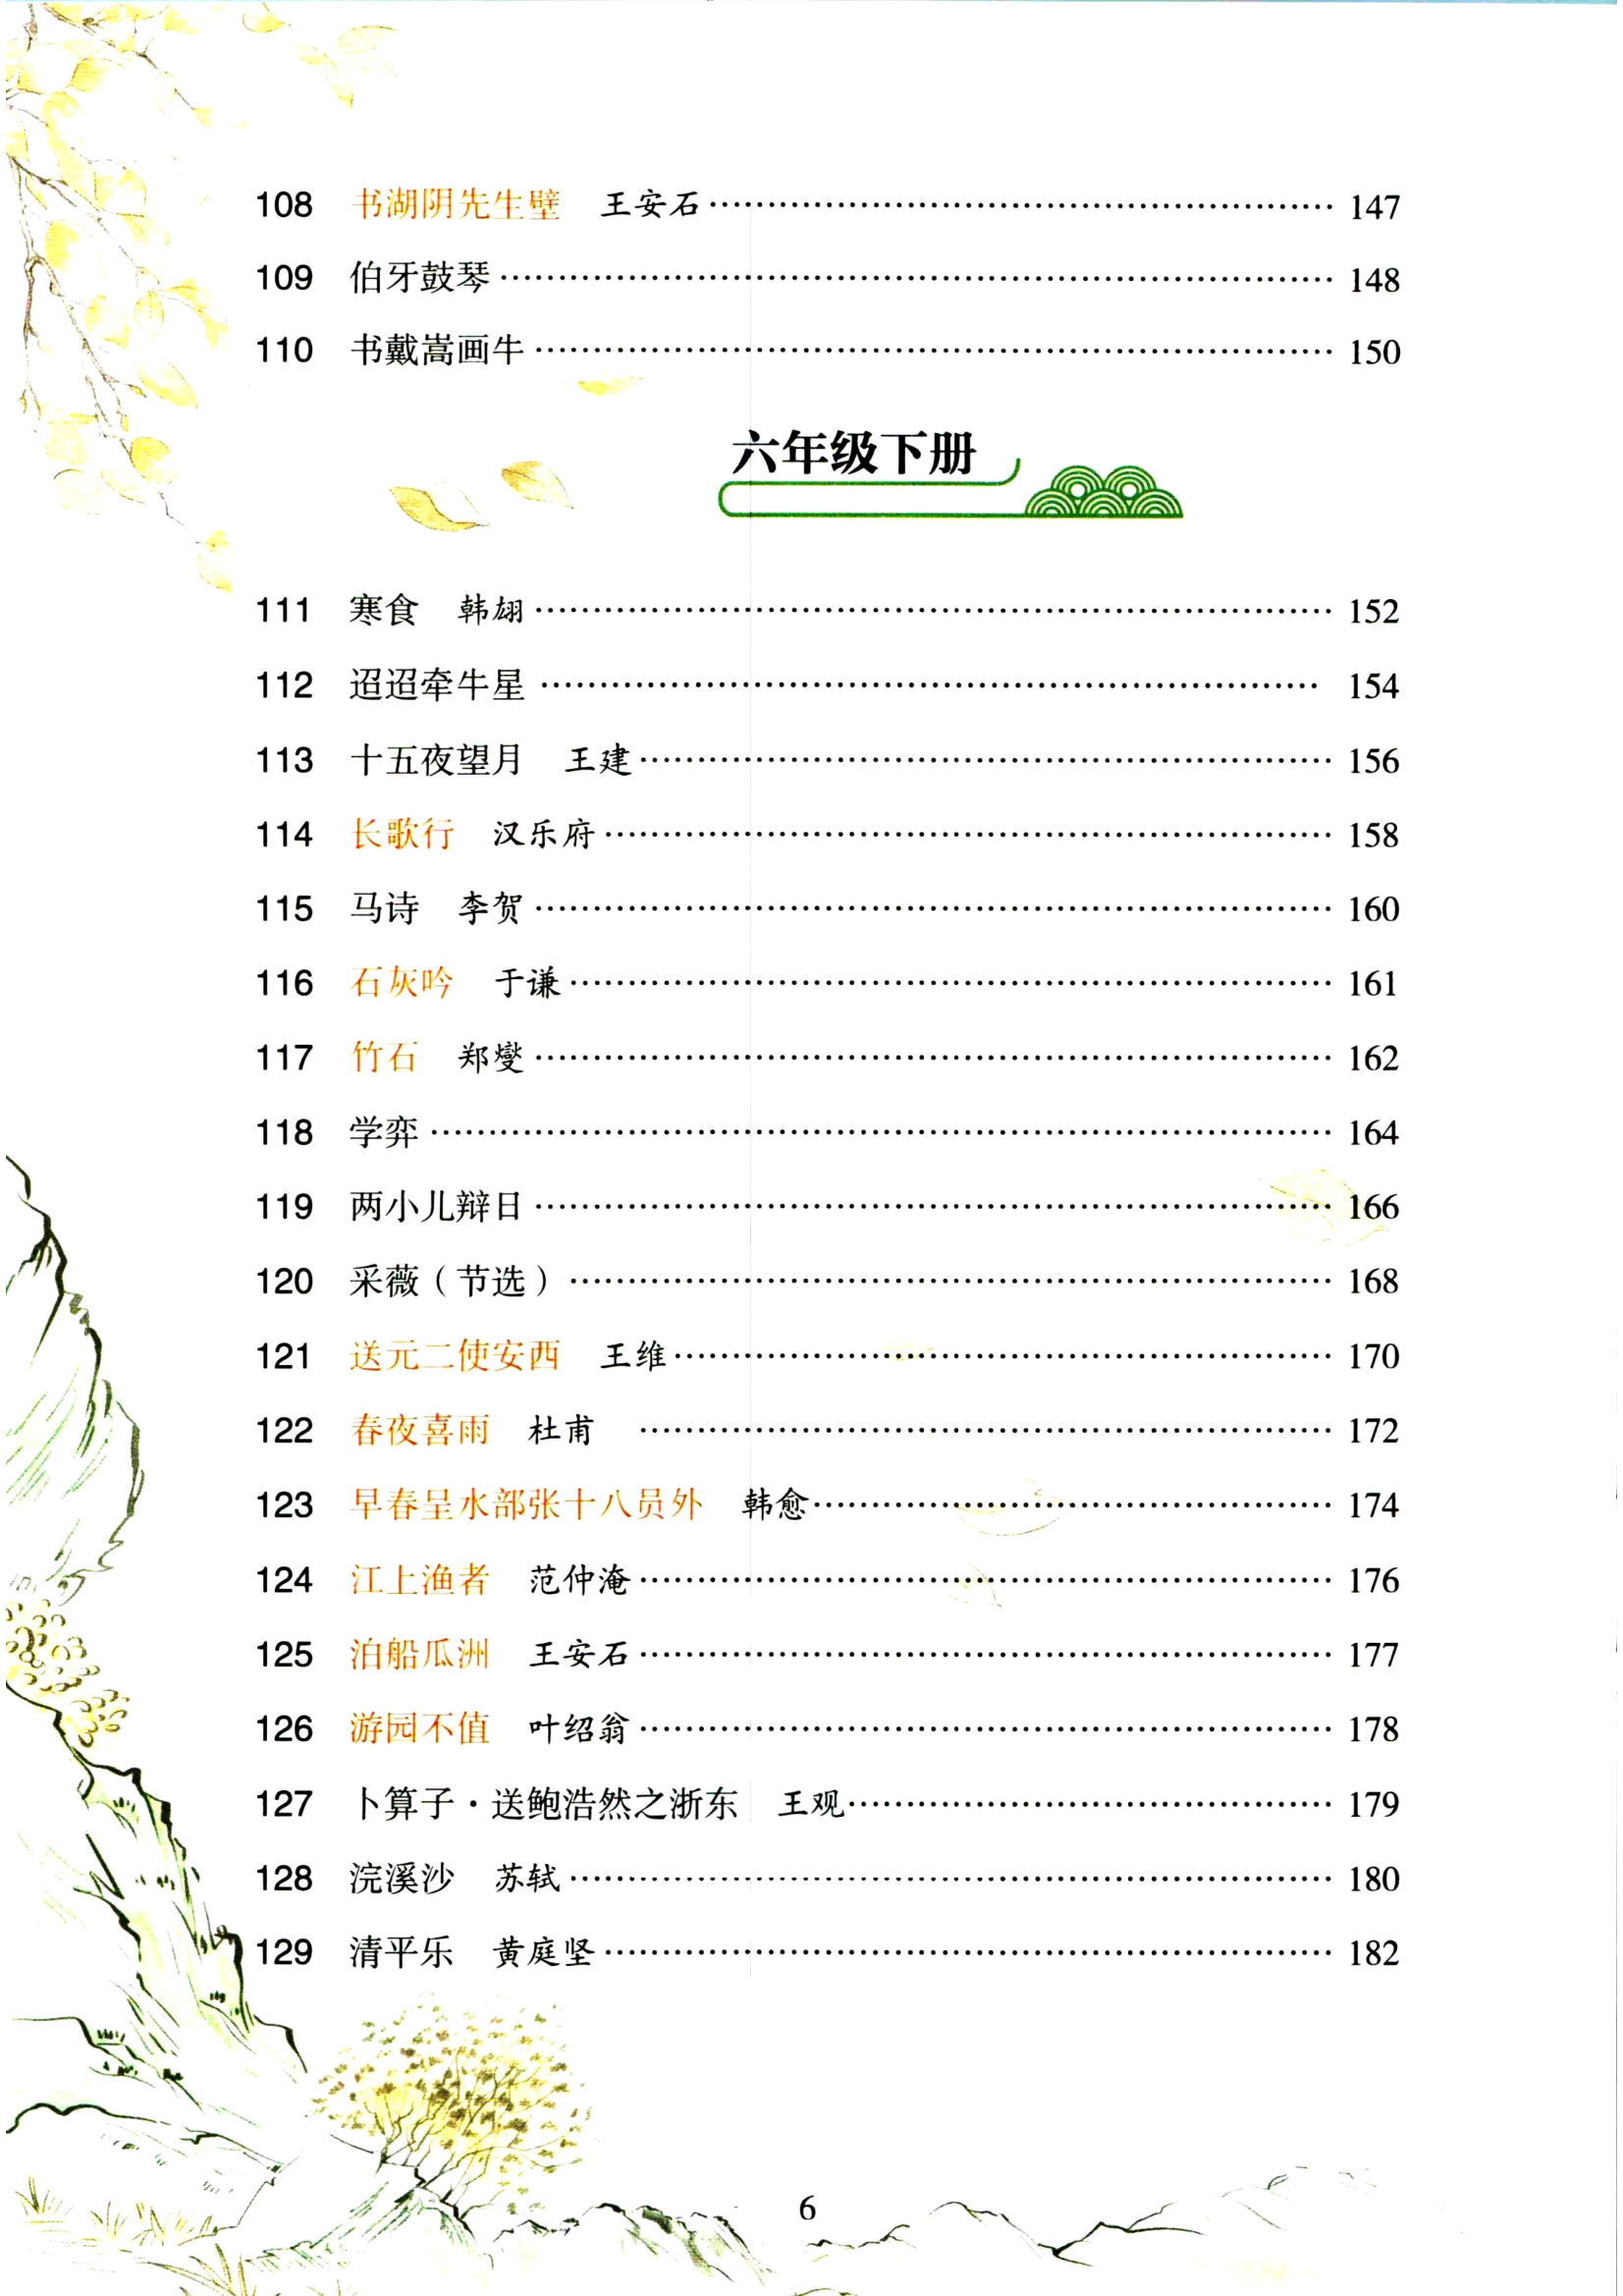 108 书湖阴先生壁 王安石………………………………………… 147
109 伯牙鼓琴………………………………………… 148
110 书戴嵩画牛………………………………………… 150
六年级下册
111 寒食 韩翃………………………………………… 152
112 迢迢牵牛星………………………………………… 154
113 十五夜望月 王建………………………………………… 156
114 长歌行 汉乐府………………………………………… 158
115 马诗 李贺………………………………………… 160
116 石灰吟 于谦………………………………………… 161
117 竹石 郑燮………………………………………… 162
118 学弈………………………………………… 164
119 两小儿辩日………………………………………… 166
120 采薇（节选）………………………………………… 168
121 送元二使安西 王维………………………………………… 170
122 春夜喜雨 杜甫………………………………………… 172
123 早春呈水部张十八员外 韩愈………………………………………… 174
124 江上渔者 范仲淹………………………………………… 176
125 泊船瓜洲 王安石………………………………………… 177
126 游园不值 叶绍翁………………………………………… 178
127 卜算子·送鲍浩然之浙东 王观………………………………………… 179
128 浣溪沙 苏轼………………………………………… 180
129 清平乐 黄庭坚………………………………………… 182
6